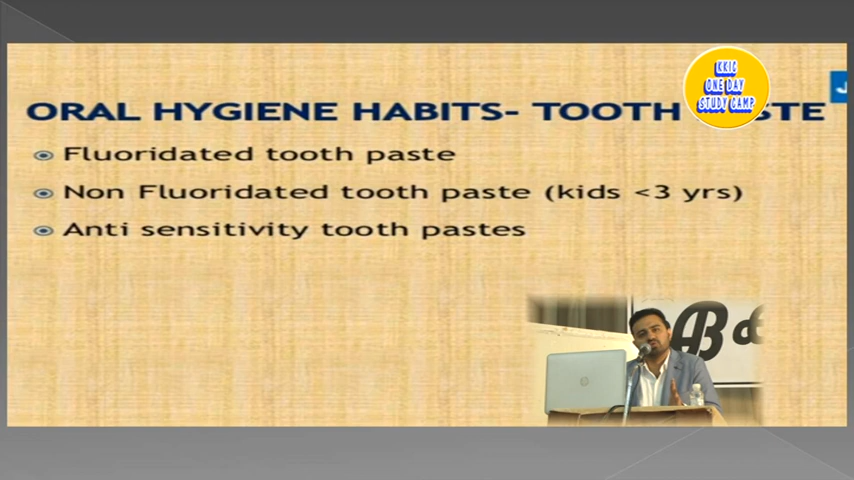 KKIC
ONE DAY
STUDY CAMP
ORAL HYGIENE HABITS- TOOTH
Fluoridated tooth paste
Non Fluoridated tooth paste (kids <3 yrs)
Anti sensitivity tooth pastes